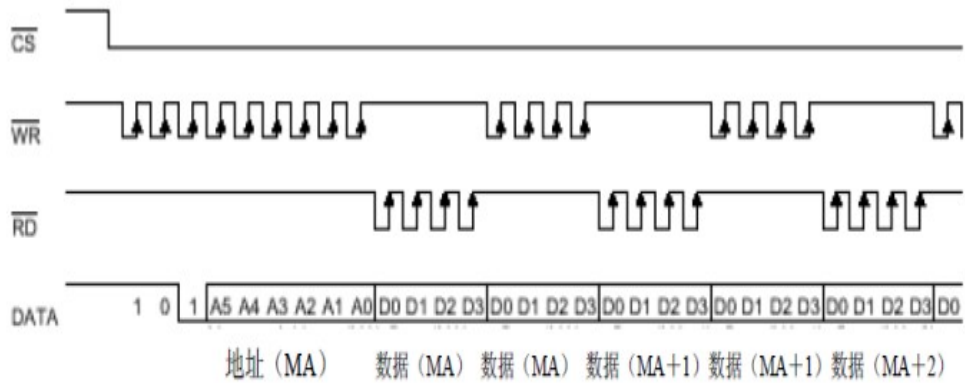 CS
WR
RD
DATA 1 0 1 A5 A4 A3 A2 A1 A0 D0 D1 D2 D3 D0 D1 D2 D3 D0 D1 D2 D3 D0 D1 D2 D3 D0 D1 D2 D3 D0
地址（MA） 数据（MA） 数据（MA） 数据（MA+1） 数据（MA+1） 数据（MA+2）